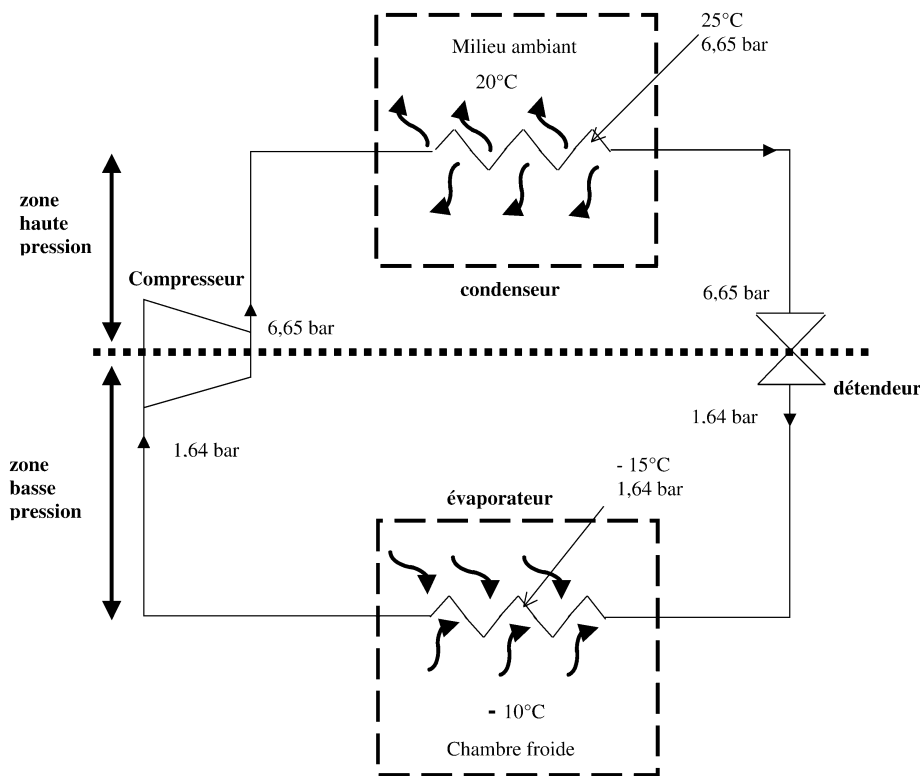 25°C
6,65 bar
Milieu ambiant
20°C
zone
haute
pression
Compresseur
condenseur
6,65 bar
6,65 bar
détendeur
1.64 bar
1.64 bar
zone
basse
pression
- 15°C
1,64 bar
évaporateur
- 10°C
Chambre froide